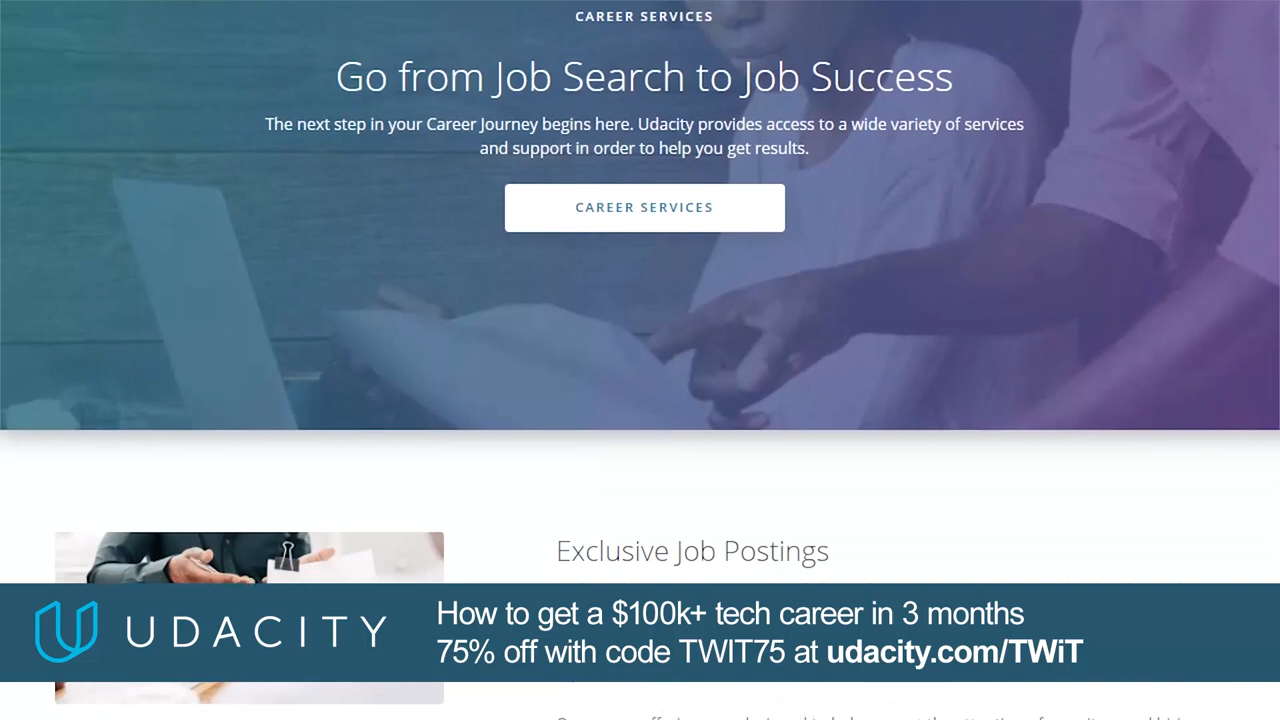 CAREER SERVICES
Go from Job Search to Job Success
The next step in your Career Journey begins here. Udacity provides access to a wide variety of services
and support in order to help you get results.
CAREER SERVICES
Exclusive Job Postings
UDACITY
How to get a $100k+ tech career in 3 months
75% off with code TWIT75 at udacity.com/TWiT